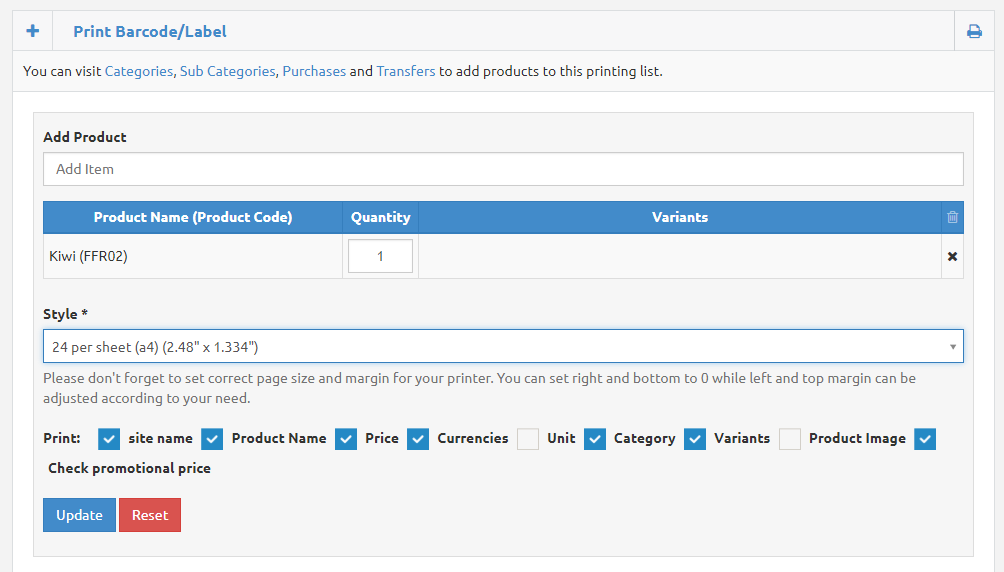 Print Barcode/Label
You can visit Categories, Sub Categories, Purchases and Transfers to add products to this printing list.
Add Product
Add Item
Product Name (Product Code) Quantity Variants
Kiwi (FFR02) 1
Style *
24 per sheet (a4) (2.48" x 1.334")
Please don't forget to set correct page size and margin for your printer. You can set right and bottom to 0 while left and top margin can be
adjusted according to your need.
Print: site name Product Name Price Currencies Unit Category Variants Product Image
Check promotional price
Update Reset